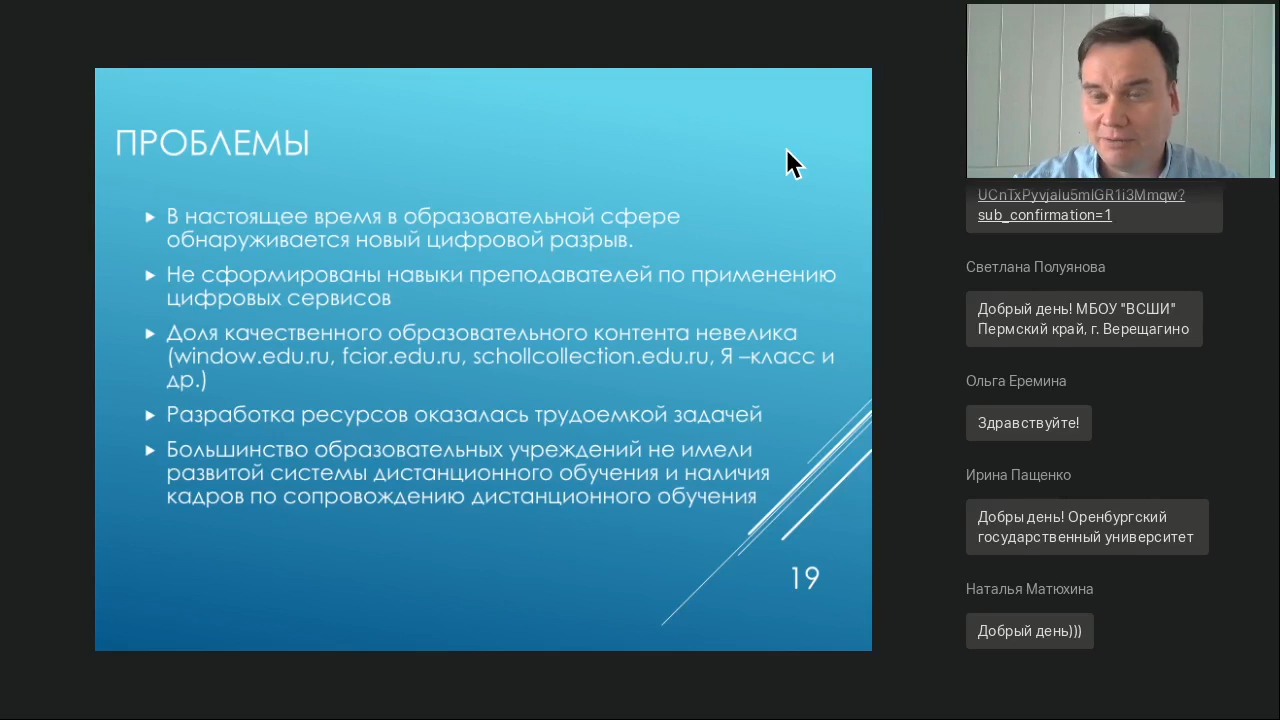 ПРОБЛЕМЫ
В настоящее время в образовательной сфере
обнаруживается новый цифровой разрыв.
Не сформированы навыки преподавателей по применению
цифровых сервисов
Доля качественного образовательного контента невелика
(window.edu.ru, fcior.edu.ru, schollcollection.edu.ru, Я –класс и
др.)
Разработка ресурсов оказалась трудоемкой задачей
Большинство образовательных учреждений не имели
развитой системы дистанционного обучения и наличия
кадров по сопровождению дистанционного обучения
19
sub_confirmation=1
Светлана Полуянова
Добрый день! МБОУ "ВСШИ"
Пермский край, г. Верещагино
Ольга Еремина
Здравствуйте!
Ирина Пащенко
Добры день! Оренбургский
государственный университет
Наталья Матюхина
Добрый день)))